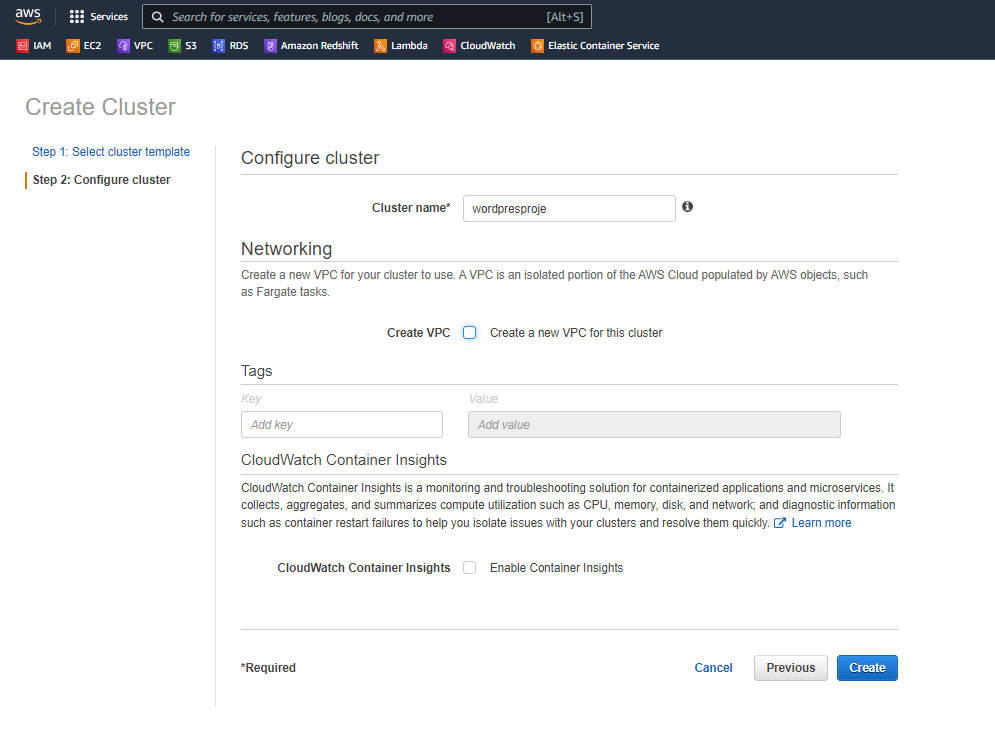 aws Services Search for services, features, blogs, docs, and more [Alt+S]
IAM EC2 VPC S3 RDS Amazon Redshift Lambda CloudWatch Elastic Container Service
Create Cluster
Step 1: Select cluster template
Step 2: Configure cluster
Configure cluster
Cluster name* wordpresproje
Networking
Create a new VPC for your cluster to use. A VPC is an isolated portion of the AWS Cloud populated by AWS objects, such
as Fargate tasks.
Create VPC Create a new VPC for this cluster
Tags
Key Value
Add key Add value
CloudWatch Container Insights
CloudWatch Container Insights is a monitoring and troubleshooting solution for containerized applications and microservices. It
collects, aggregates, and summarizes compute utilization such as CPU, memory, disk, and network; and diagnostic information
such as container restart failures to help you isolate issues with your clusters and resolve them quickly. Learn more
CloudWatch Container Insights Enable Container Insights
*Required Cancel Previous Create